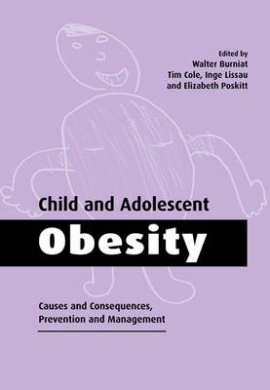 Edited by
Walter Burniat
Tim Cole, Inge Lissau
and Elizabeth Poskitt
Child and Adolescent
Obesity
Causes and Consequences,
Prevention and Management